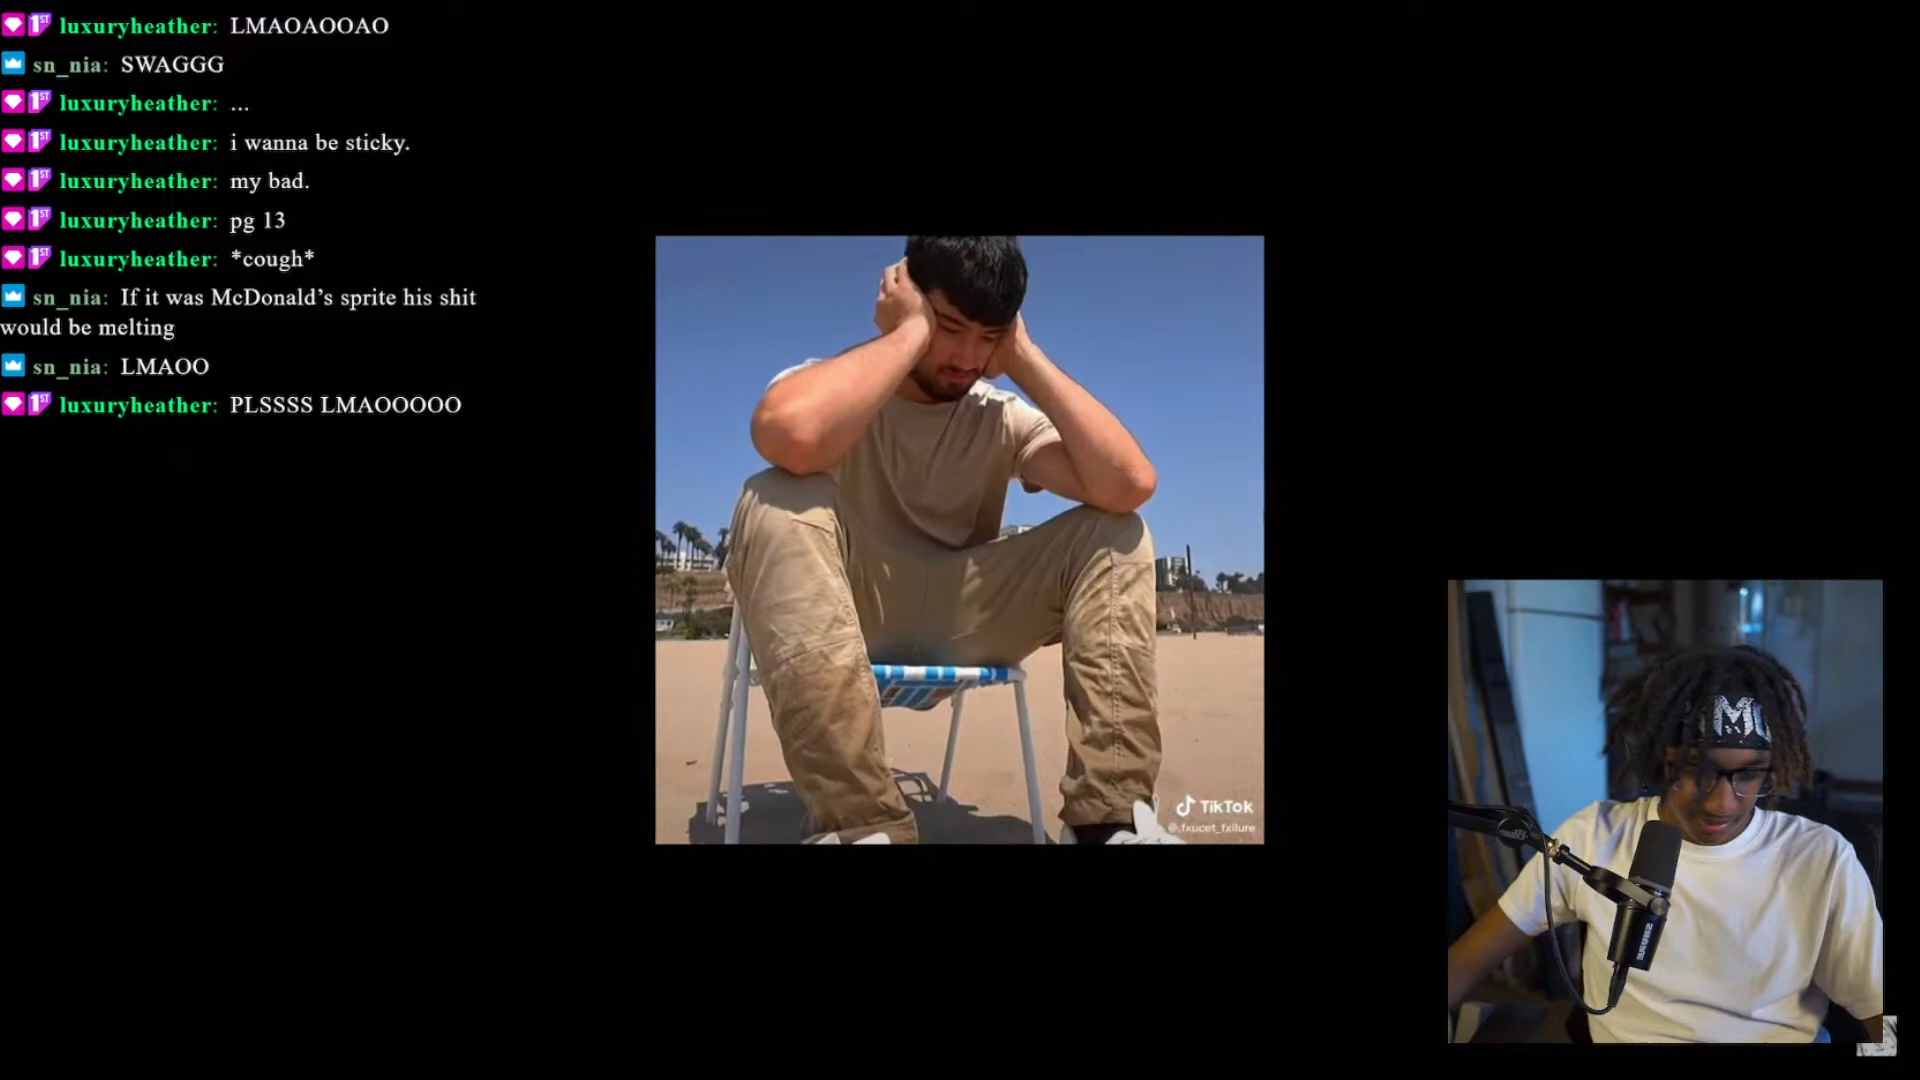 luxuryheather: LMAOAOOAO
sn_nia: SWAGGG
luxuryheather: ...
luxuryheather: i wanna be sticky.
luxuryheather: my bad.
luxuryheather: pg 13
luxuryheather: *cough*
sn_nia: If it was McDonald’s sprite his shit
would be melting
sn_nia: LMAOO
luxuryheather: PLSSSS LMAOOOOO
TikTok
@.fxucet_fxilure
SHURE